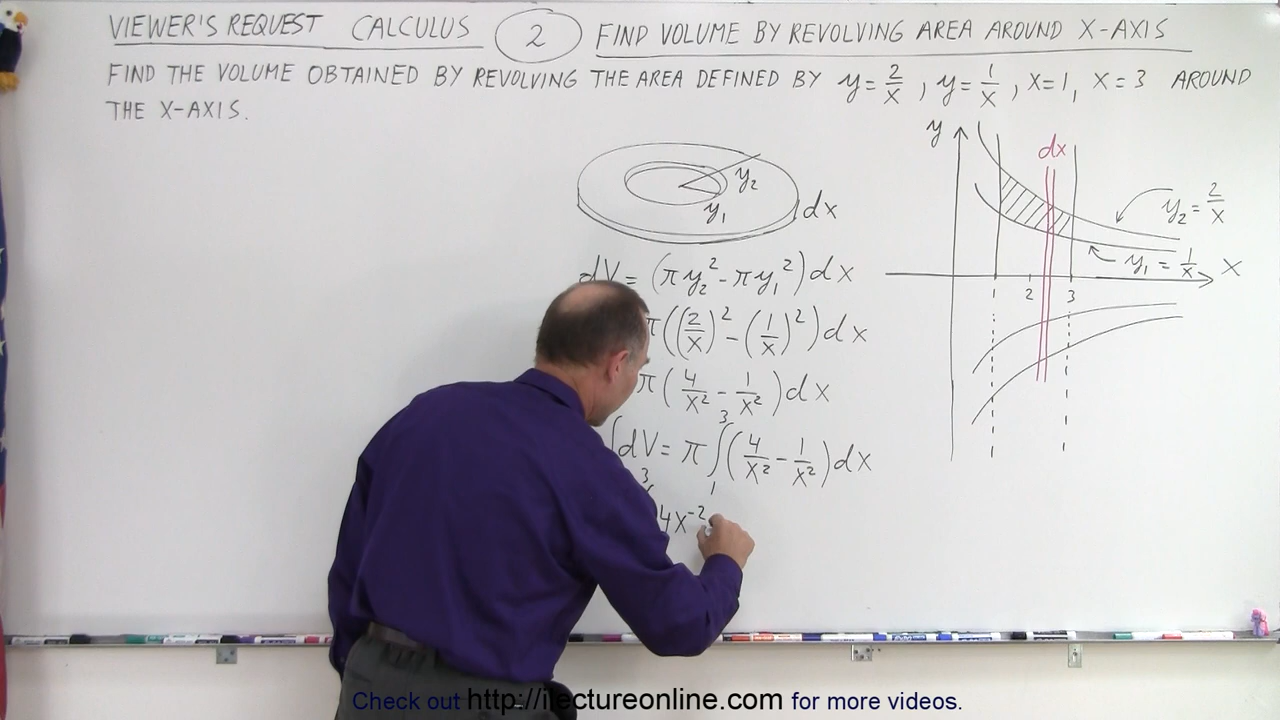 VIEWER'S REQUEST CALCULUS 2 FIND VOLUME BY REVOLVING AREA AROUND X-AXIS
FIND THE VOLUME OBTAINED BY REVOLVING THE AREA DEFINED BY y=2/x, y=1/x, x=1, x=3 AROUND
THE X-AXIS.
y2
y1
dx
dV = (πy2² - πy1²)dx
π((2/x)² - (1/x)²)dx
π(4/x² - 1/x²)dx
∫dV = π∫₁³(4/x² - 1/x²)dx
3
4x⁻²
y
dx
y2 = 2/x
y1 = 1/x
x
1 2 3
Check out http://ilectureonline.com for more videos.